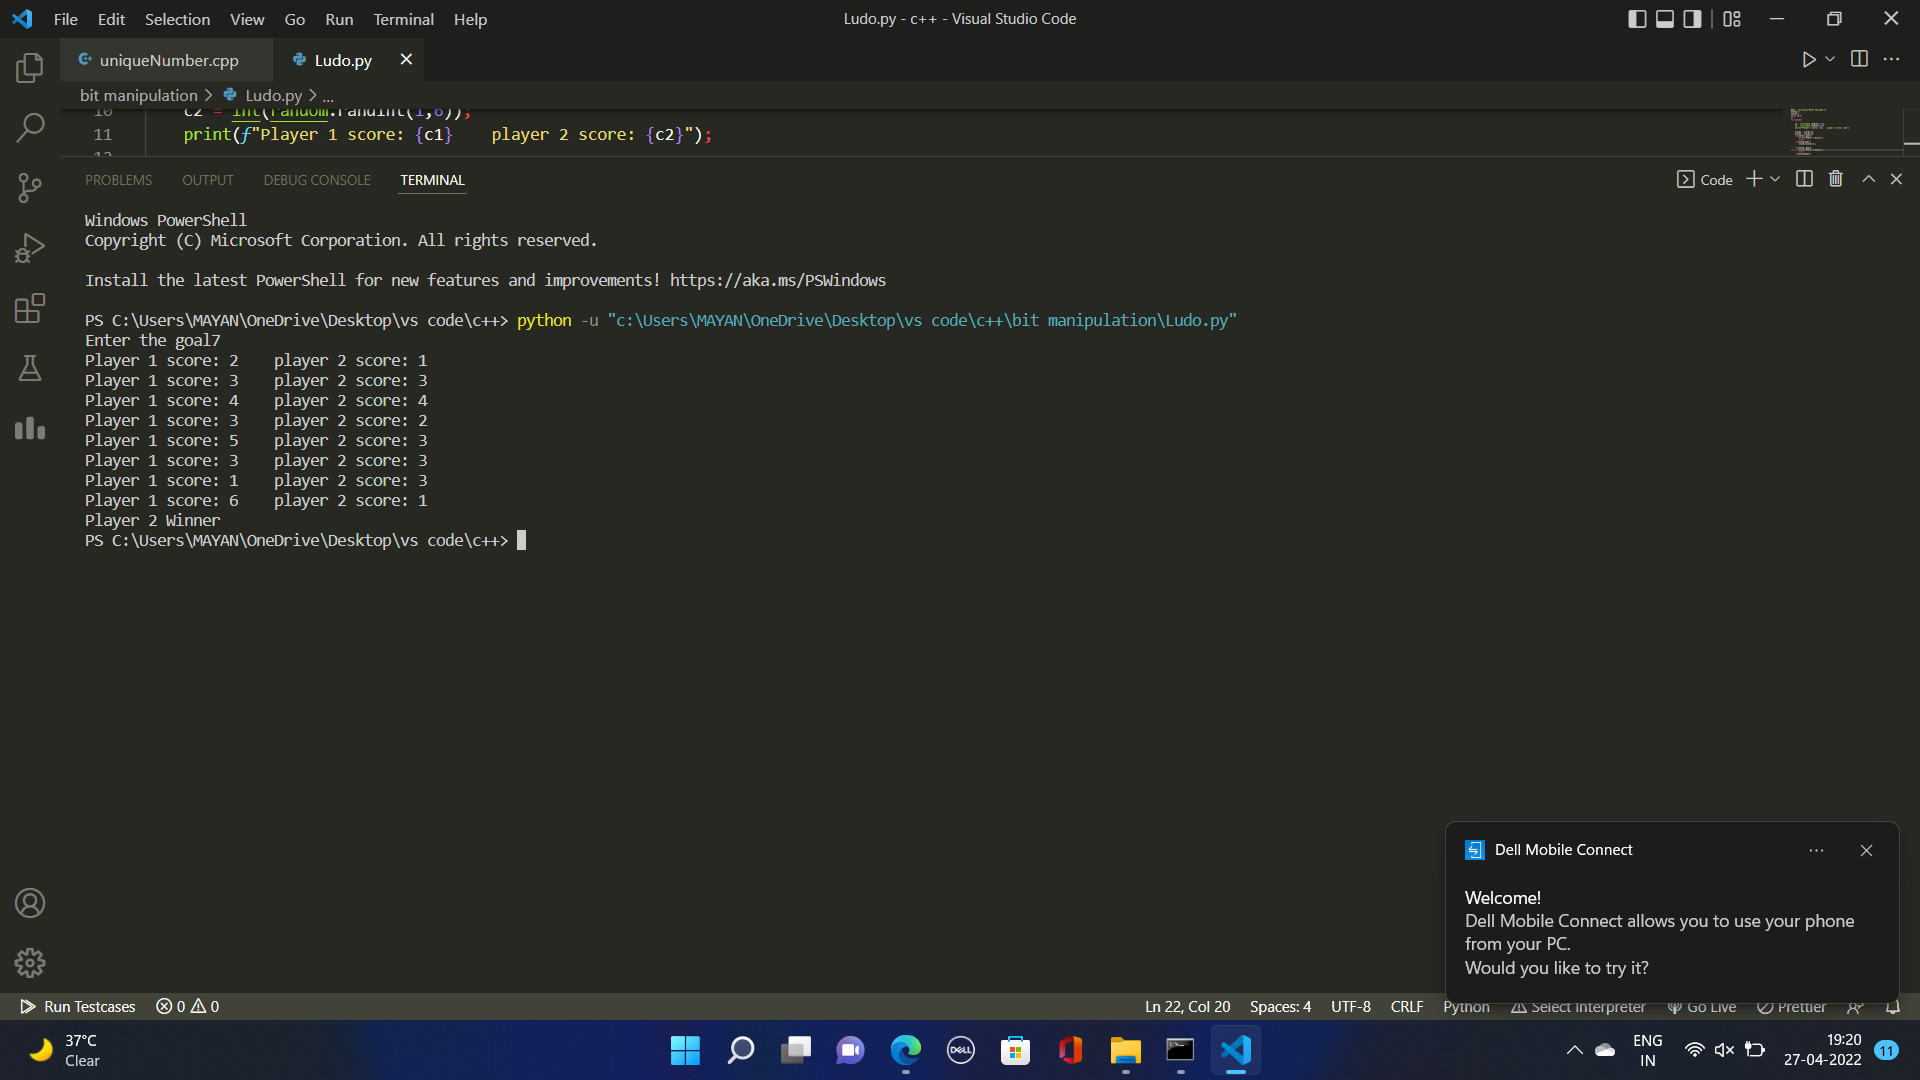 File Edit Selection View Go Run Terminal Help
Ludo.py - c++ - Visual Studio Code
uniqueNumber.cpp
Ludo.py
bit manipulation > Ludo.py > ...
10 c2 = int(random.randint(1,6));
11 print(f"Player 1 score: {c1}    player 2 score: {c2}");
12
PROBLEMS OUTPUT DEBUG CONSOLE TERMINAL
Code
Windows PowerShell
Copyright (C) Microsoft Corporation. All rights reserved.
Install the latest PowerShell for new features and improvements! https://aka.ms/PSWindows
PS C:\Users\MAYAN\OneDrive\Desktop\vs code\c++> python -u "c:\Users\MAYAN\OneDrive\Desktop\vs code\c++\bit manipulation\Ludo.py"
Enter the goal7
Player 1 score: 2    player 2 score: 1
Player 1 score: 3    player 2 score: 3
Player 1 score: 4    player 2 score: 4
Player 1 score: 3    player 2 score: 2
Player 1 score: 5    player 2 score: 3
Player 1 score: 3    player 2 score: 3
Player 1 score: 1    player 2 score: 3
Player 1 score: 6    player 2 score: 1
Player 2 Winner
PS C:\Users\MAYAN\OneDrive\Desktop\vs code\c++>
Dell Mobile Connect
Welcome!
Dell Mobile Connect allows you to use your phone
from your PC.
Would you like to try it?
Run Testcases 0 0
Ln 22, Col 20 Spaces: 4 UTF-8 CRLF Python Select Interpreter Go Live Prettier
37°C
Clear
DELL
ENG
IN
19:20
27-04-2022
11